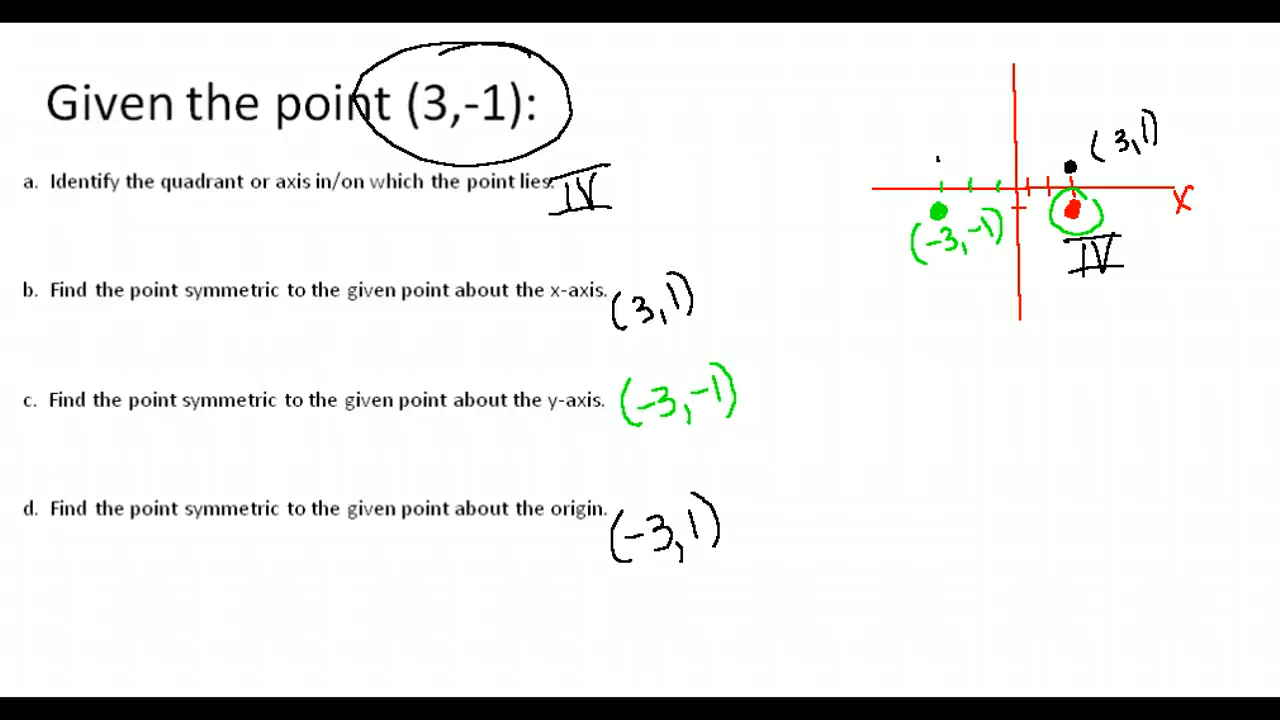 Given the point (3,-1):
a. Identify the quadrant or axis in/on which the point lies. IV
b. Find the point symmetric to the given point about the x-axis. (3,1)
c. Find the point symmetric to the given point about the y-axis. (-3,-1)
d. Find the point symmetric to the given point about the origin. (-3,1)
(3,1)
X
(-3,-1)
IV